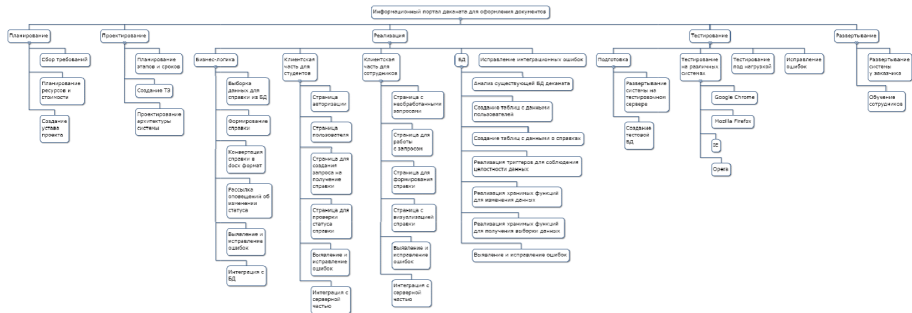 Информационный портал деканата для оформления документов
Планирование
Сбор требований
Планирование
ресурсов и
стоимости
Создание
устава
проекта
Проектирование
Планирование
этапов и сроков
Создание ТЗ
Проектирование
архитектуры
системы
Реализация
Бизнес-логика
Выборка
данных для
справки из БД
Формирование
справки
Конвертация
справки в
docx формат
Рассылка
оповещения об
изменении
статуса
Выявление и
исправление
ошибок
Интеграция с
БД
Клиентская
часть для
студентов
Страница
авторизации
Страница
пользователя
Страница для
создания
запроса на
получение
справки
Страница для
проверки
статуса
справки
Выявление и
исправление
ошибок
Интеграция с
серверной
частью
Клиентская
часть для
сотрудников
Страница с
необработанными
запросами
Страница для
работы
с запросом
Страница для
формирования
справки
Страница с
визуализацией
справки
Выявление и
исправление
ошибок
Интеграция с
серверной
частью
БД
Анализ существующей БД деканата
Создание таблиц с данными
пользователей
Создание таблиц с данными о справках
Реализация триггеров для соблюдения
целостности данных
Реализация хранимых функций
для изменения данных
Реализация хранимых функций
для получения выборки данных
Выявление и исправление ошибок
Исправление интеграционных ошибок
Тестирование
Подготовка
Развертывание
системы на
тестированном
сервере
Создание
тестовое
БД
Тестирование
на реальных
системах
Google Chrome
Mozilla Firefox
IE
Opera
Тестирование
под нагрузкой
Исправление
ошибок
Развертывание
Развертывание
системы
у заказчика
Обучение
сотрудников